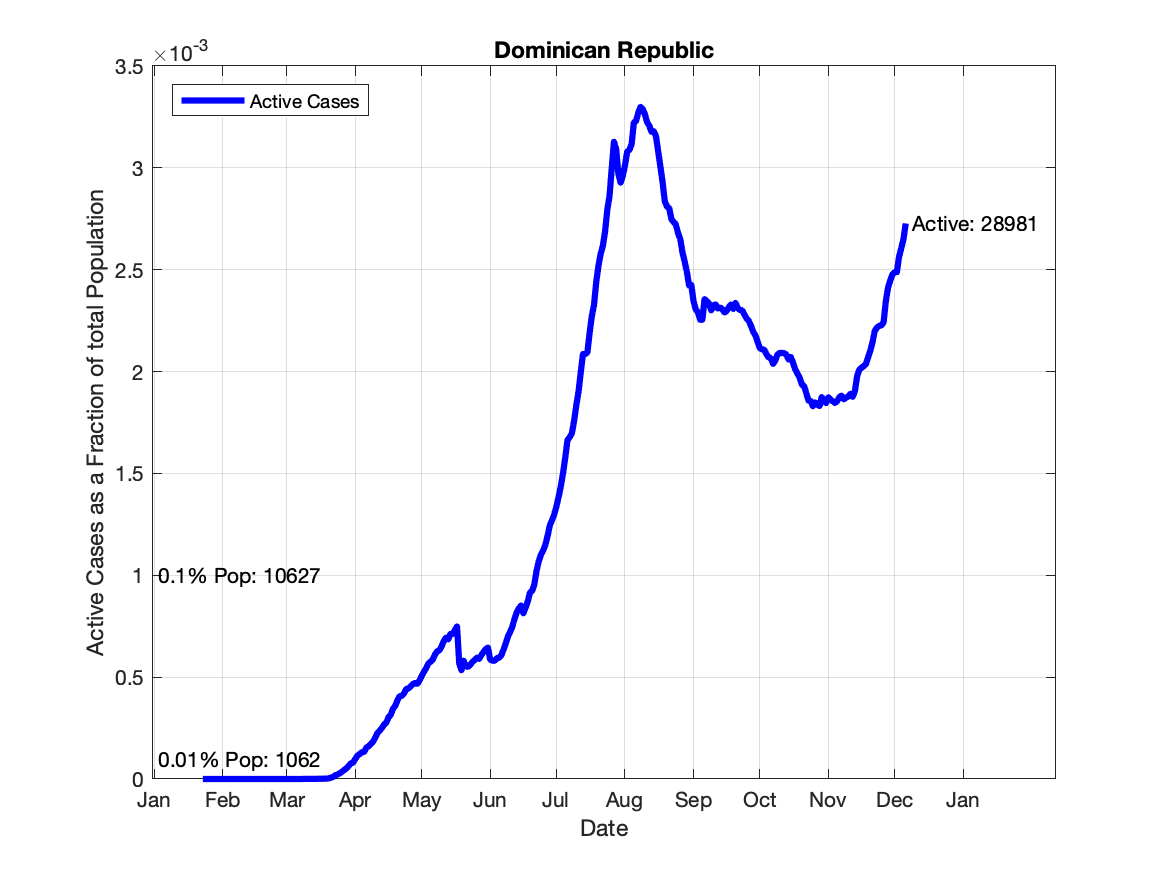 Dominican Republic
×10-3
3.5
3
2.5
2
1.5
1
0.5
0
Active Cases as a Fraction of total Population
Active Cases
Active: 28981
0.1% Pop: 10627
0.01% Pop: 1062
Jan Feb Mar Apr May Jun Jul Aug Sep Oct Nov Dec Jan
Date